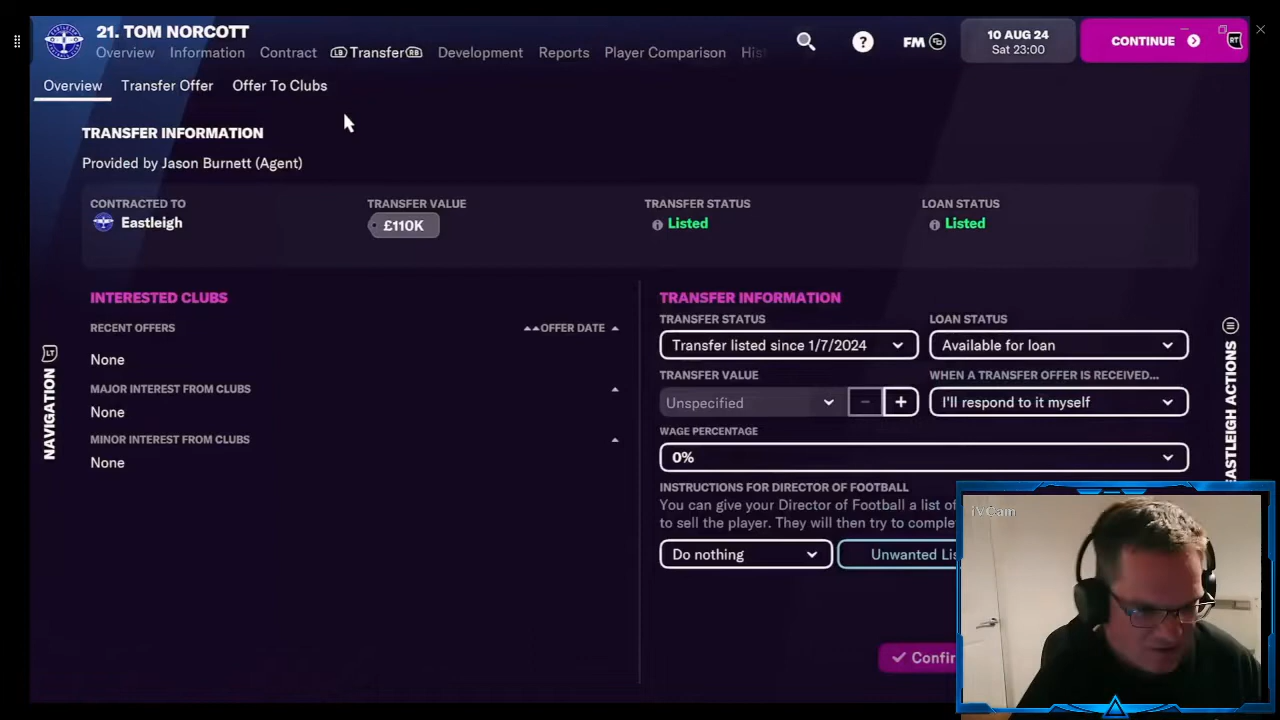 21. TOM NORCOTT
Overview Information Contract LB Transfer RB Development Reports Player Comparison His
? FM 10 AUG 24
Sat 23:00
CONTINUE RT
Overview Transfer Offer Offer To Clubs
TRANSFER INFORMATION
Provided by Jason Burnett (Agent)
CONTRACTED TO TRANSFER VALUE TRANSFER STATUS LOAN STATUS
Eastleigh £110K Listed Listed
INTERESTED CLUBS
RECENT OFFERS OFFER DATE
None
MAJOR INTEREST FROM CLUBS
None
MINOR INTEREST FROM CLUBS
None
TRANSFER INFORMATION
TRANSFER STATUS LOAN STATUS
Transfer listed since 1/7/2024 Available for loan
TRANSFER VALUE WHEN A TRANSFER OFFER IS RECEIVED...
Unspecified - + I'll respond to it myself
WAGE PERCENTAGE
0%
INSTRUCTIONS FOR DIRECTOR OF FOOTBALL
You can give your Director of Football a list of
to sell the player. They will then try to comple
Do nothing Unwanted Lis
Confir
LT
NAVIGATION
EASTLEIGH ACTIONS
iVCam